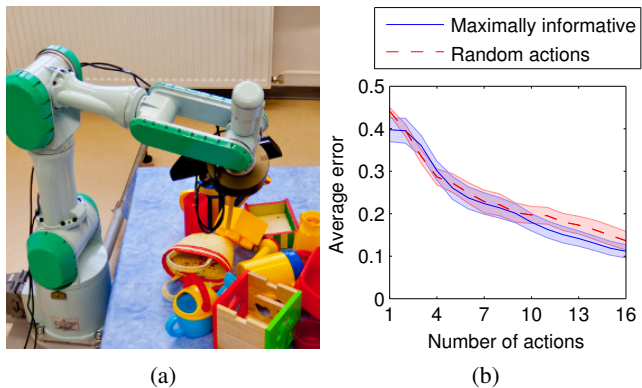 Maximally informative
Random actions
0.5
0.4
0.3
0.2
0.1
0
Average error
1
4
7
10
13
16
Number of actions
(a)
(b)